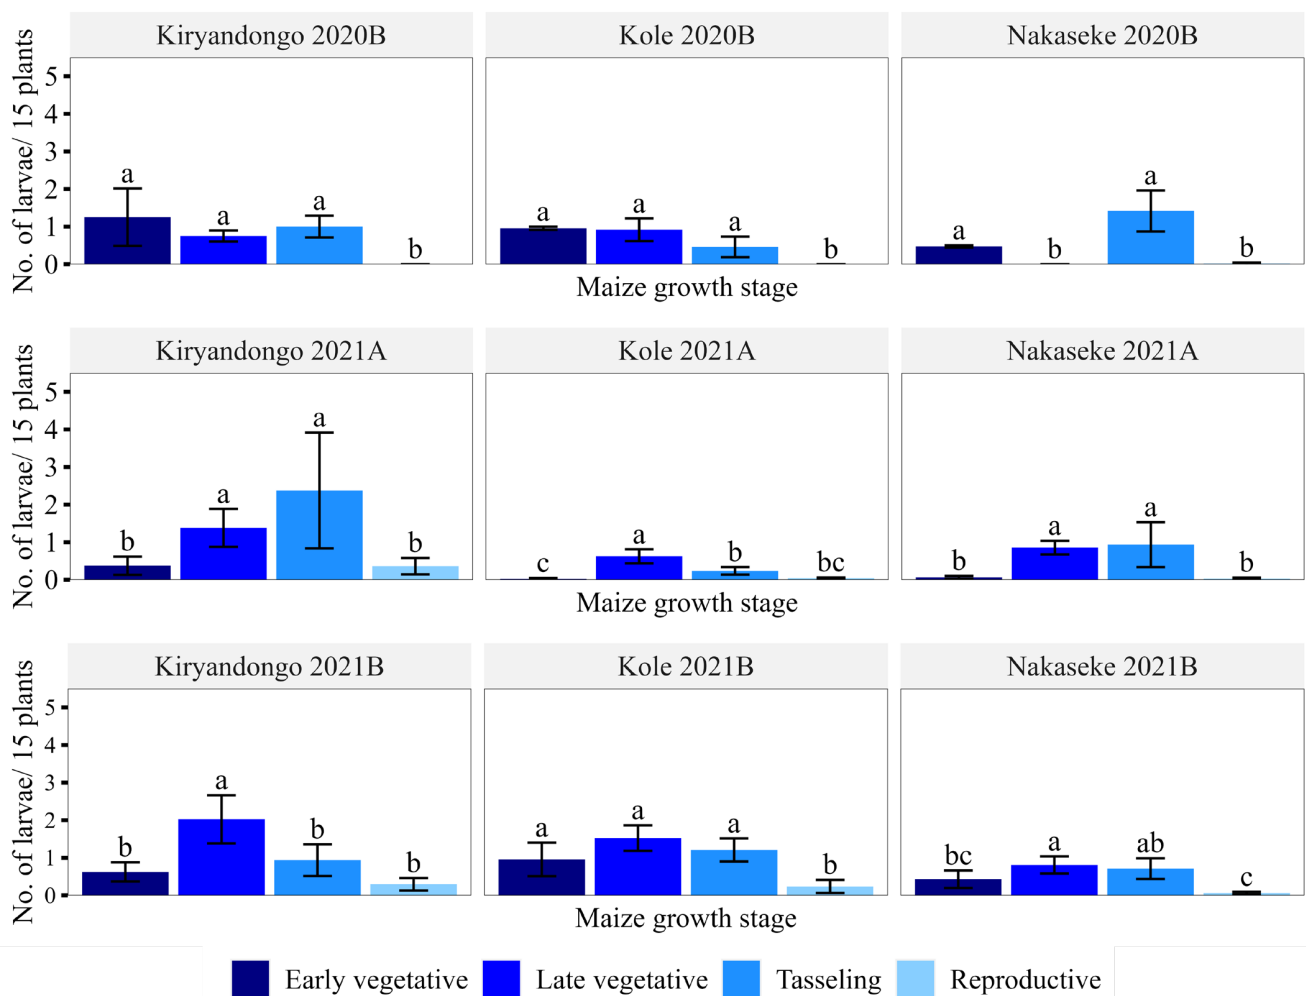 Kiryandongo 2020B Kole 2020B Nakaseke 2020B
No. of larvae/ 15 plants
5
4
3
2
1
0
a a a b
a a a b
a b a b
Maize growth stage
Kiryandongo 2021A Kole 2021A Nakaseke 2021A
No. of larvae/ 15 plants
5
4
3
2
1
0
b a a b
c a b bc
b a a b
Maize growth stage
Kiryandongo 2021B Kole 2021B Nakaseke 2021B
No. of larvae/ 15 plants
5
4
3
2
1
0
b a b b
a a a b
bc a ab c
Maize growth stage
Early vegetative Late vegetative Tasseling Reproductive